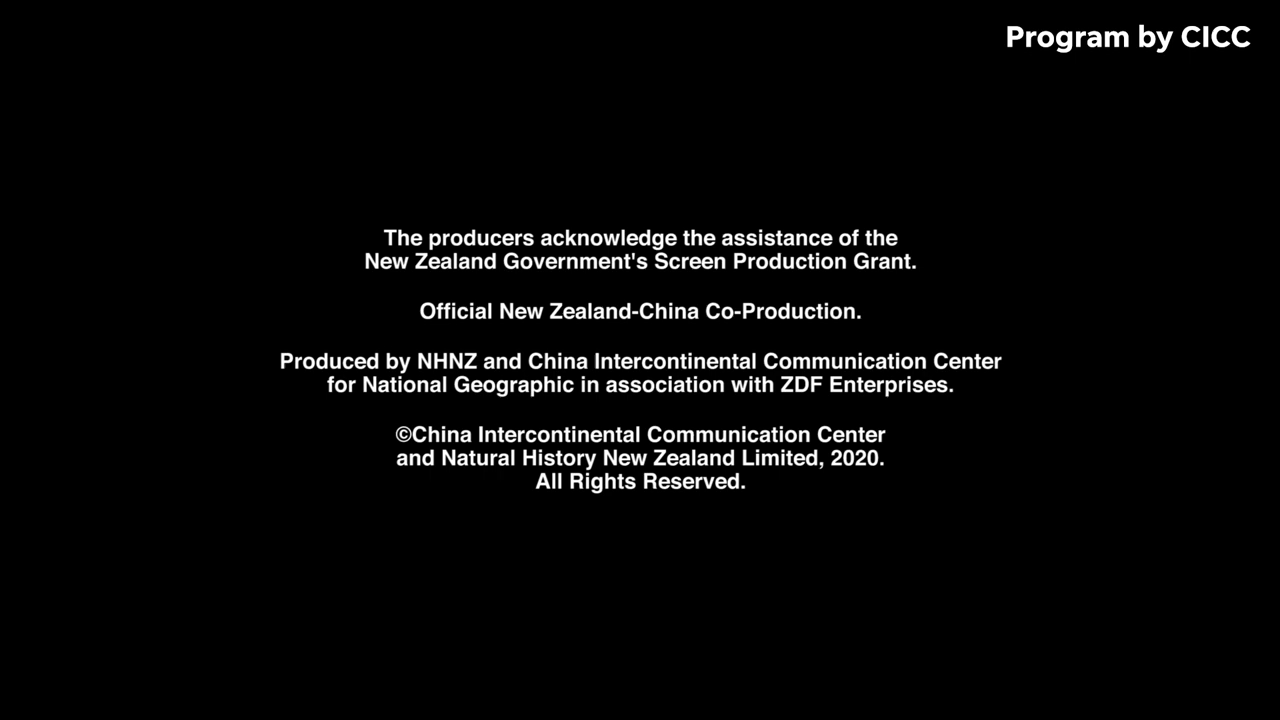 Program by CICC
The producers acknowledge the assistance of the
New Zealand Government's Screen Production Grant.
Official New Zealand-China Co-Production.
Produced by NHNZ and China Intercontinental Communication Center
for National Geographic in association with ZDF Enterprises.
©China Intercontinental Communication Center
and Natural History New Zealand Limited, 2020.
All Rights Reserved.